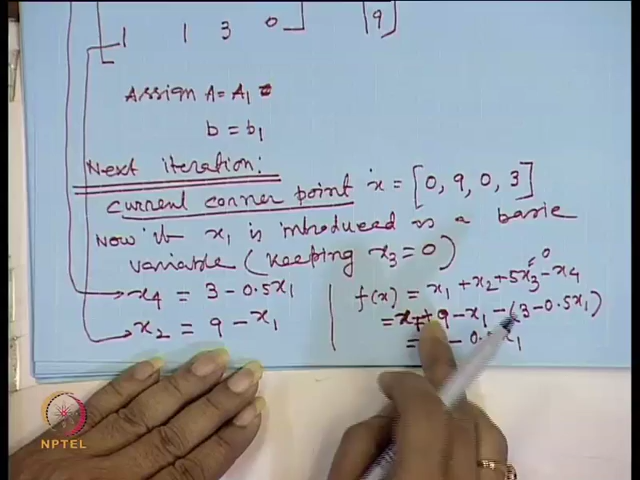 1 1 3 0 [9]
Assign A = A₁
b = b₁
Next iteration:
current corner point x = [0, 9, 0, 3]
Now if x₁ is introduced as a basic
variable (keeping x₃ = 0)
x₄ = 3 - 0.5x₁
x₂ = 9 - x₁
f(x) = x₁ + x₂ + 5x₃ - x₄
0
= x₁ + 9 - x₁ - (3 - 0.5x₁)
=
NPTEL